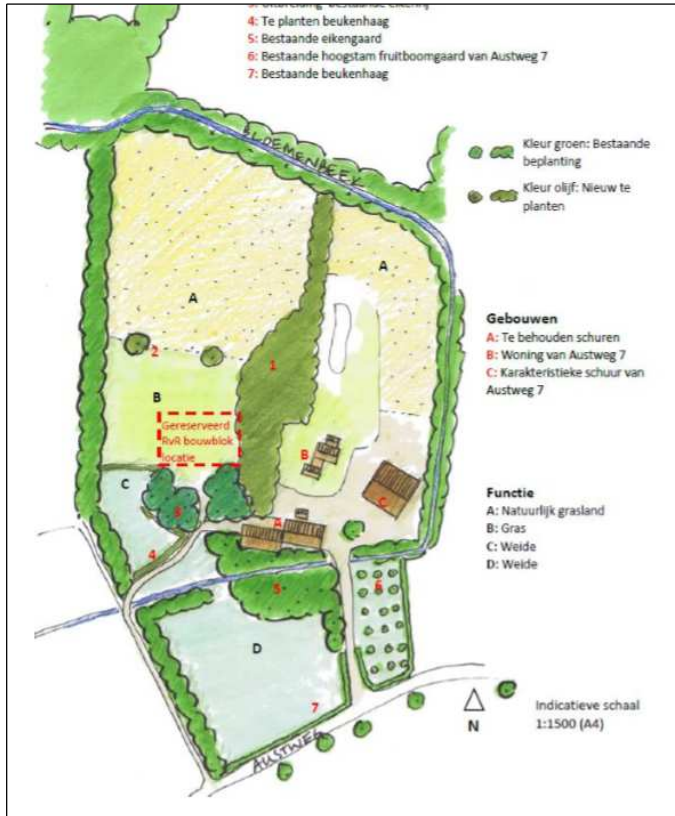 4: Te planten beukenhaag
5: Bestaande eikengaard
6: Bestaande hoogstam fruitboomgaard van Austweg 7
7: Bestaande beukenhaag
BLOEMENBEEK
Kleur groen: Bestaande
beplanting
Kleur olijf: Nieuw te
planten
A
A
2
1
B
Gereserveerd
RvR bouwblok
locatie
B
C
C
3
A
4
5
6
D
7
AUSTWEG
Gebouwen
A: Te behouden schuren
B: Woning van Austweg 7
C: Karakteristieke schuur van
Austweg 7
Functie
A: Natuurlijk grasland
B: Gras
C: Weide
D: Weide
N
Indicatieve schaal
1:1500 (A4)